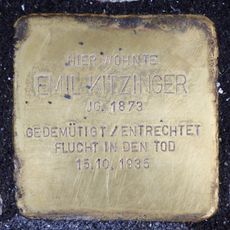 HIER WOHNTE
EMIL KITZINGER
JG. 1873
GEDEMÜTIGT / ENTRECHTET
FLUCHT IN DEN TOD
15.10.1935